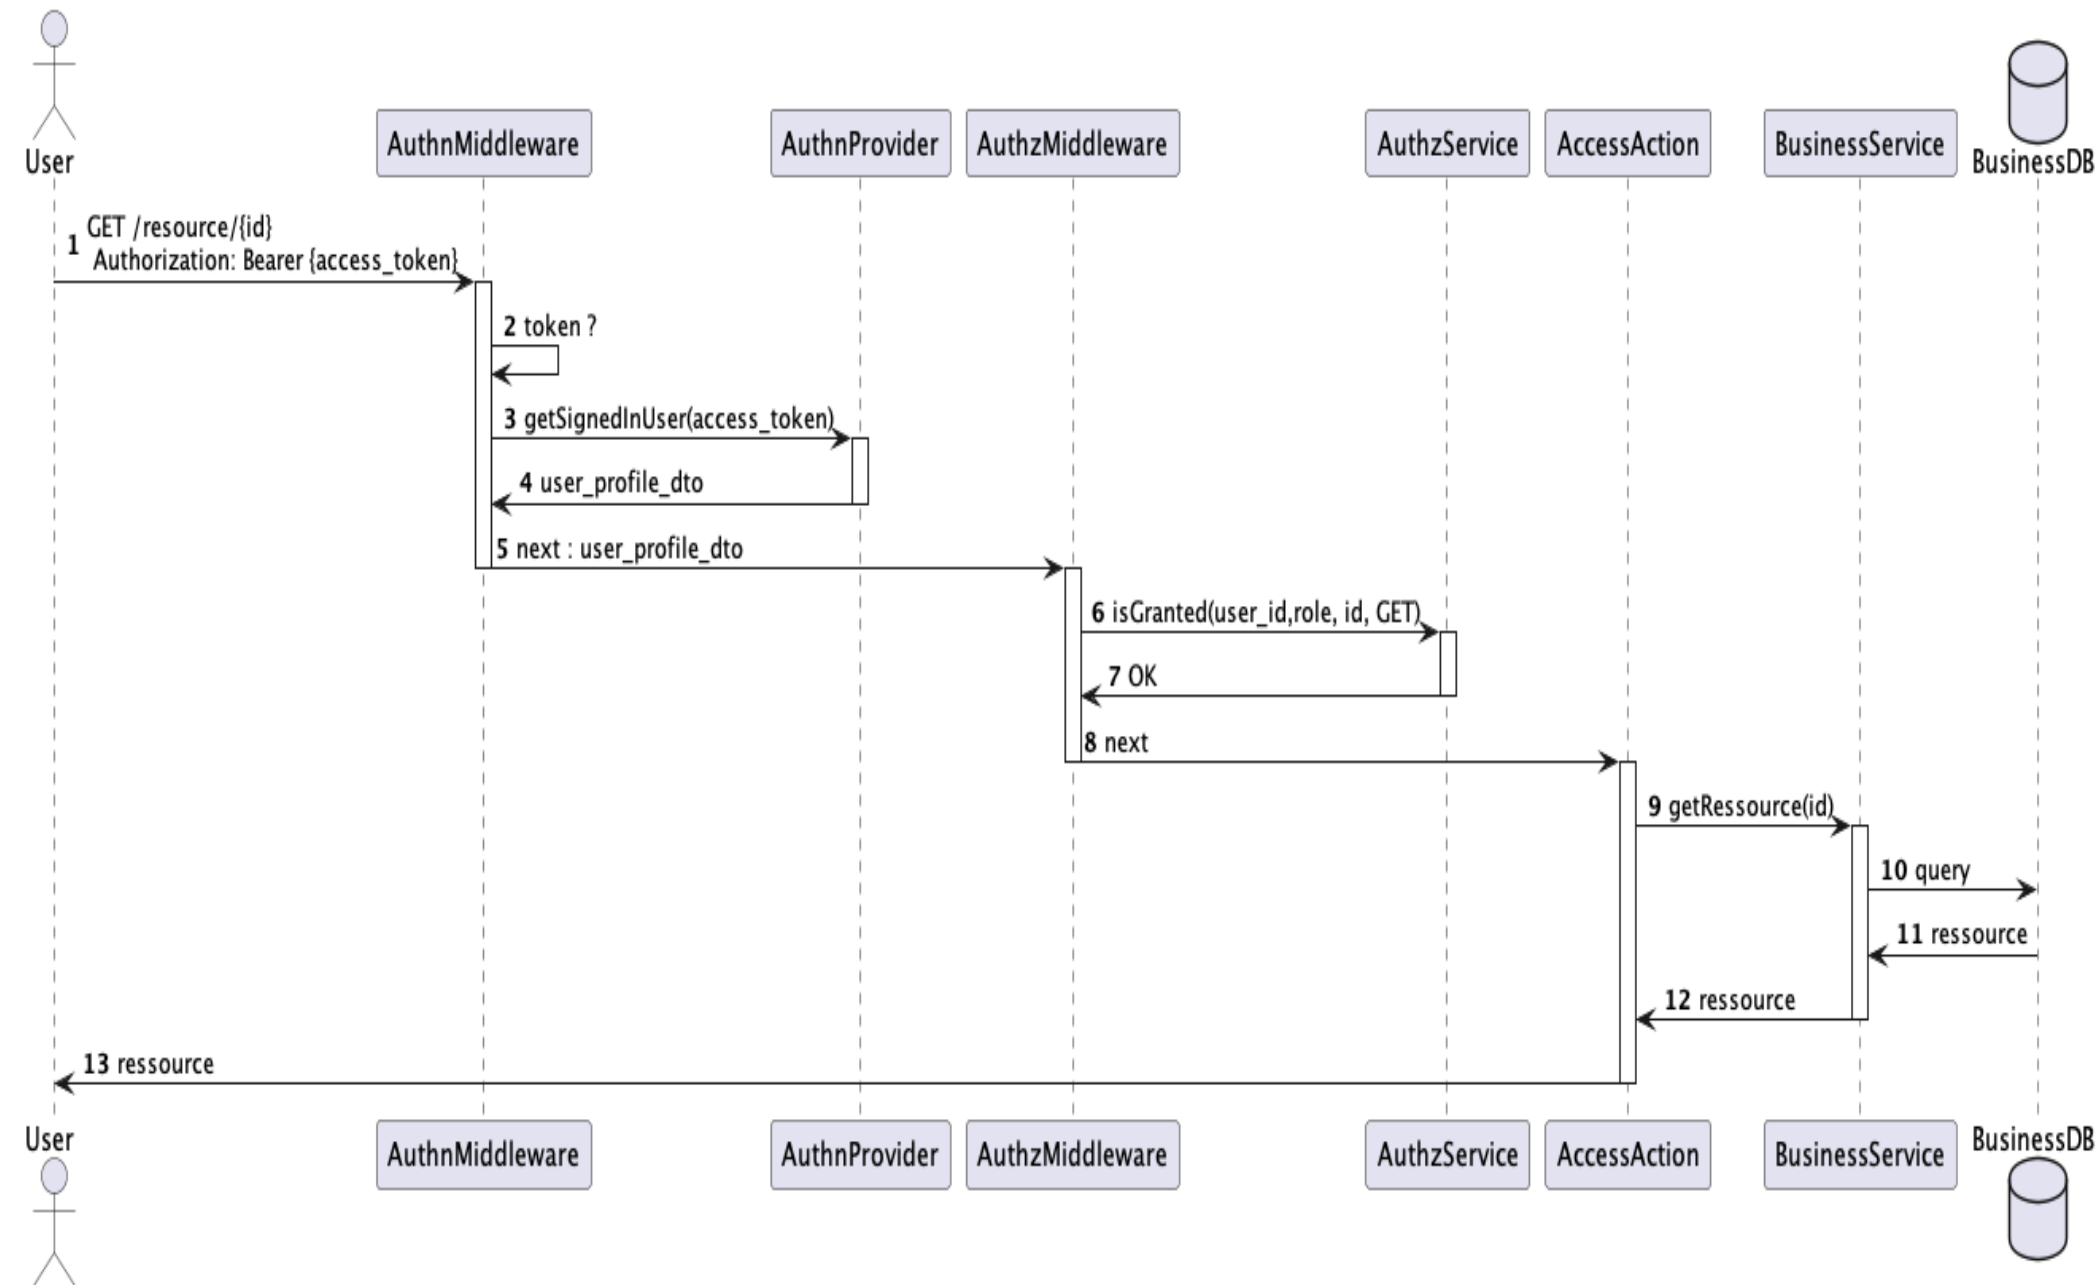 User
AuthnMiddleware
AuthnProvider
AuthzMiddleware
AuthzService
AccessAction
BusinessService
BusinessDB
1 GET /resource/{id}
Authorization: Bearer {access_token}
2 token ?
3 getSignedInUser(access_token)
4 user_profile_dto
5 next : user_profile_dto
6 isGranted(user_id,role, id, GET)
7 OK
8 next
9 getRessource(id)
10 query
11 ressource
12 ressource
13 ressource
User
AuthnMiddleware
AuthnProvider
AuthzMiddleware
AuthzService
AccessAction
BusinessService
BusinessDB